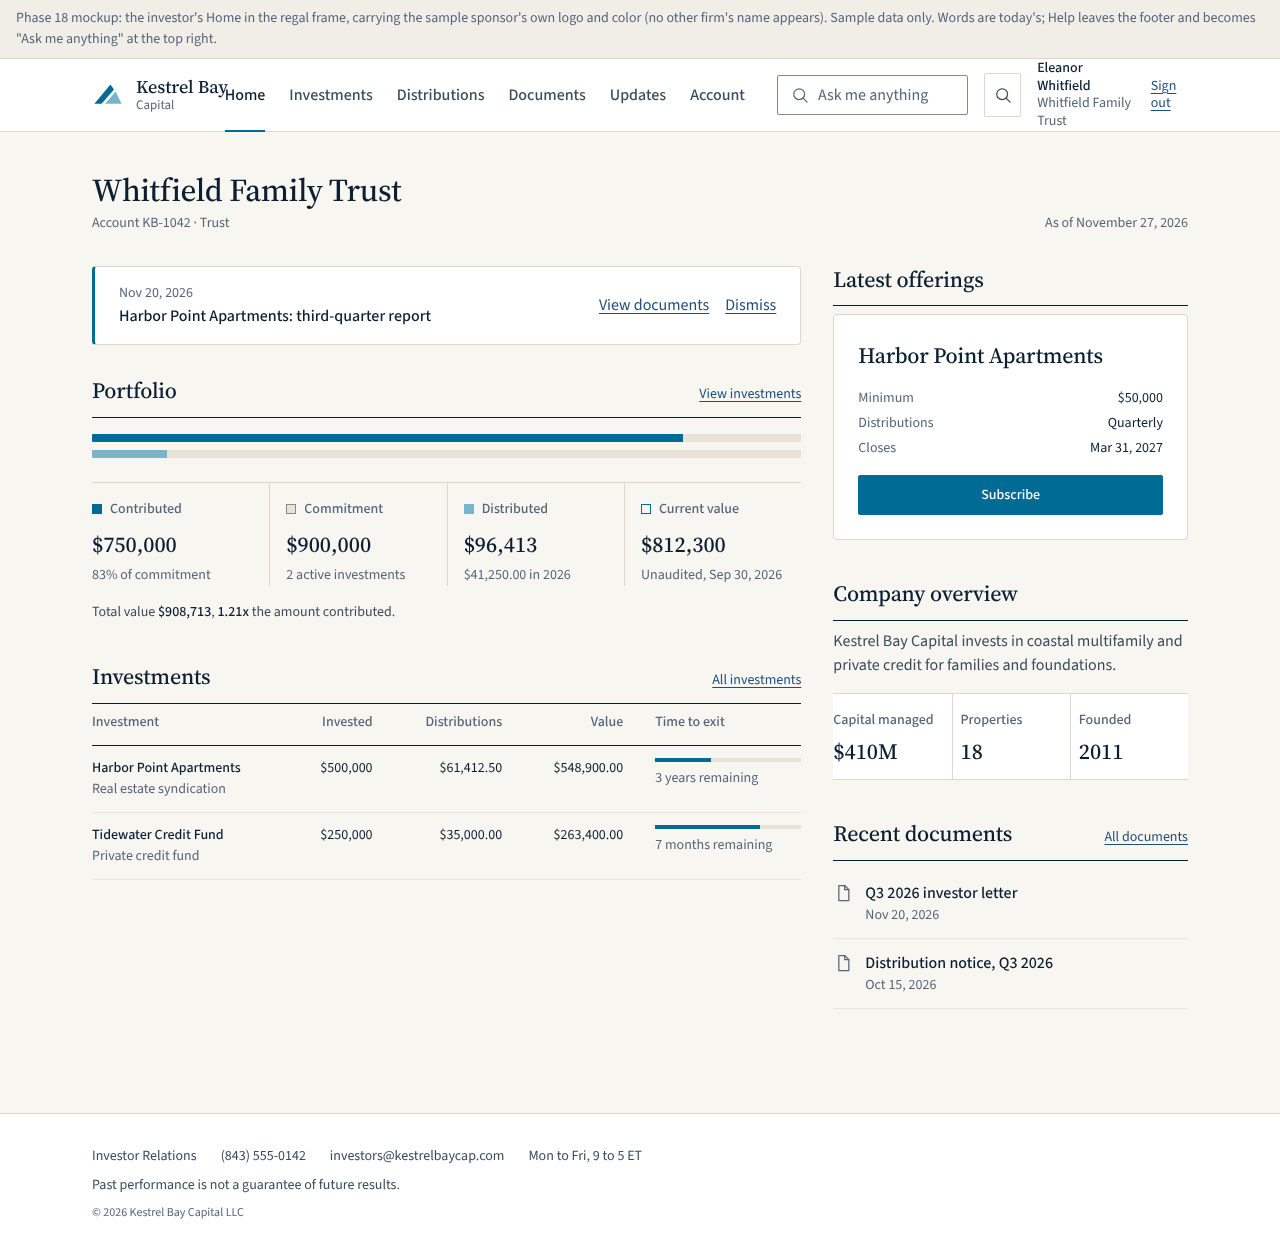 Phase 18 mockup: the investor's Home in the regal frame, carrying the sample sponsor's own logo and color (no other firm's name appears). Sample data only. Words are today's; Help leaves the footer and becomes
"Ask me anything" at the top right.
Kestrel Bay
Capital
Home
Investments
Distributions
Documents
Updates
Account
Ask me anything
Eleanor
Whitfield
Whitfield Family
Trust
Sign
out
Whitfield Family Trust
Account KB-1042 · Trust
As of November 27, 2026
Nov 20, 2026
Harbor Point Apartments: third-quarter report
View documents
Dismiss
Portfolio
View investments
Contributed
$750,000
83% of commitment
Commitment
$900,000
2 active investments
Distributed
$96,413
$41,250.00 in 2026
Current value
$812,300
Unaudited, Sep 30, 2026
Total value $908,713, 1.21x the amount contributed.
Investments
All investments
Investment Invested Distributions Value Time to exit
Harbor Point Apartments $500,000 $61,412.50 $548,900.00
Real estate syndication
3 years remaining
Tidewater Credit Fund $250,000 $35,000.00 $263,400.00
Private credit fund
7 months remaining
Latest offerings
Harbor Point Apartments
Minimum $50,000
Distributions Quarterly
Closes Mar 31, 2027
Subscribe
Company overview
Kestrel Bay Capital invests in coastal multifamily and
private credit for families and foundations.
Capital managed
$410M
Properties
18
Founded
2011
Recent documents
All documents
Q3 2026 investor letter
Nov 20, 2026
Distribution notice, Q3 2026
Oct 15, 2026
Investor Relations (843) 555-0142 investors@kestrelbaycap.com Mon to Fri, 9 to 5 ET
Past performance is not a guarantee of future results.
© 2026 Kestrel Bay Capital LLC